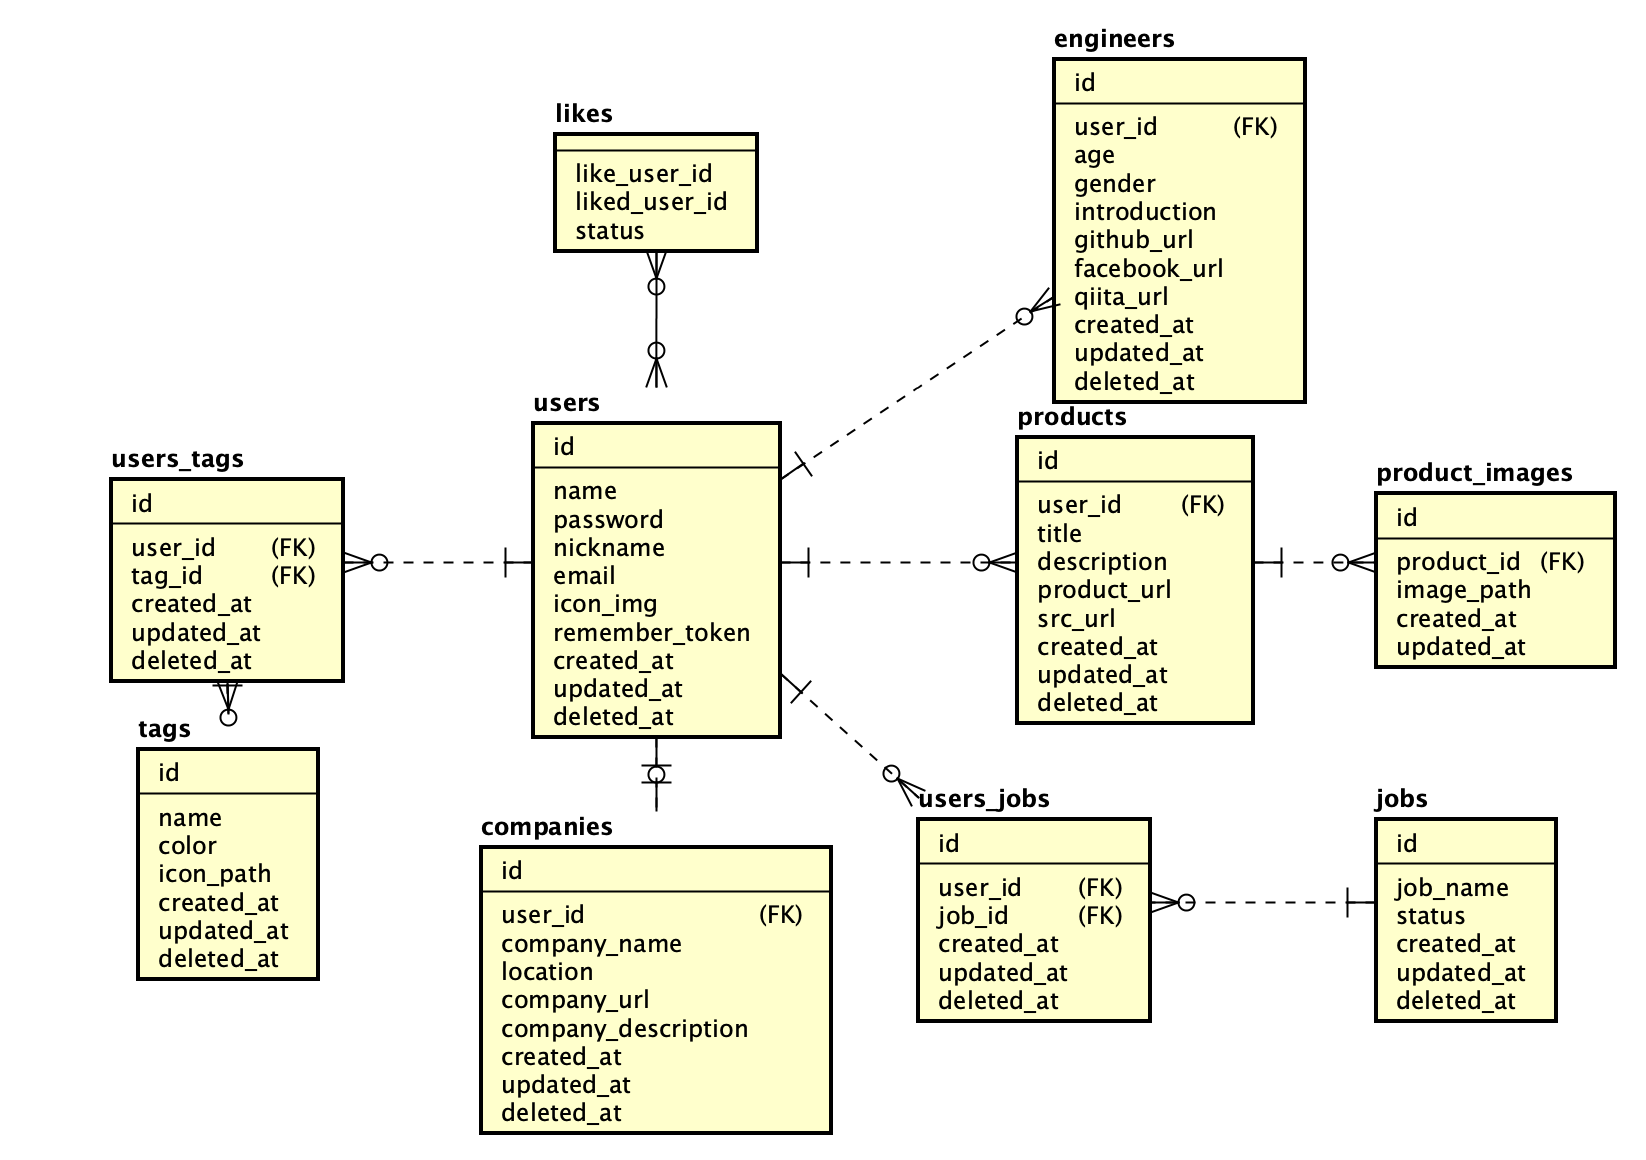 engineers
id
user_id (FK)
age
gender
introduction
github_url
facebook_url
qiita_url
created_at
updated_at
deleted_at
likes
like_user_id
liked_user_id
status
users
id
name
password
nickname
email
icon_img
remember_token
created_at
updated_at
deleted_at
products
id
user_id (FK)
title
description
product_url
src_url
created_at
updated_at
deleted_at
product_images
id
product_id (FK)
image_path
created_at
updated_at
users_tags
id
user_id (FK)
tag_id (FK)
created_at
updated_at
deleted_at
tags
id
name
color
icon_path
created_at
updated_at
deleted_at
companies
id
user_id (FK)
company_name
location
company_url
company_description
created_at
updated_at
deleted_at
users_jobs
id
user_id (FK)
job_id (FK)
created_at
updated_at
deleted_at
jobs
id
job_name
status
created_at
updated_at
deleted_at